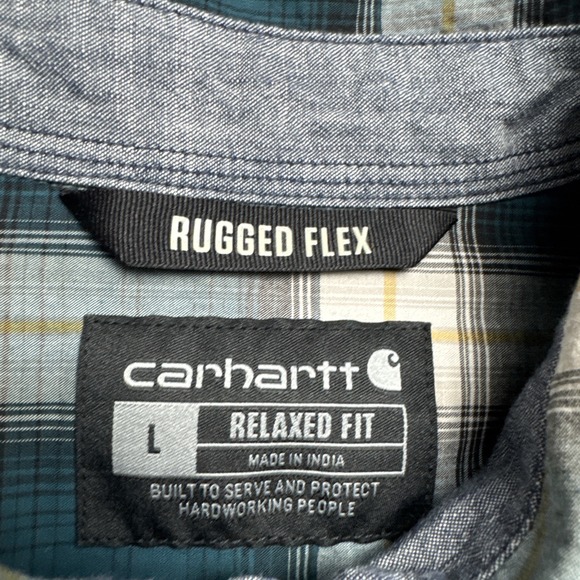 RUGGED FLEX
carhartt
L
RELAXED FIT
MADE IN INDIA
BUILT TO SERVE AND PROTECT
HARDWORKING PEOPLE